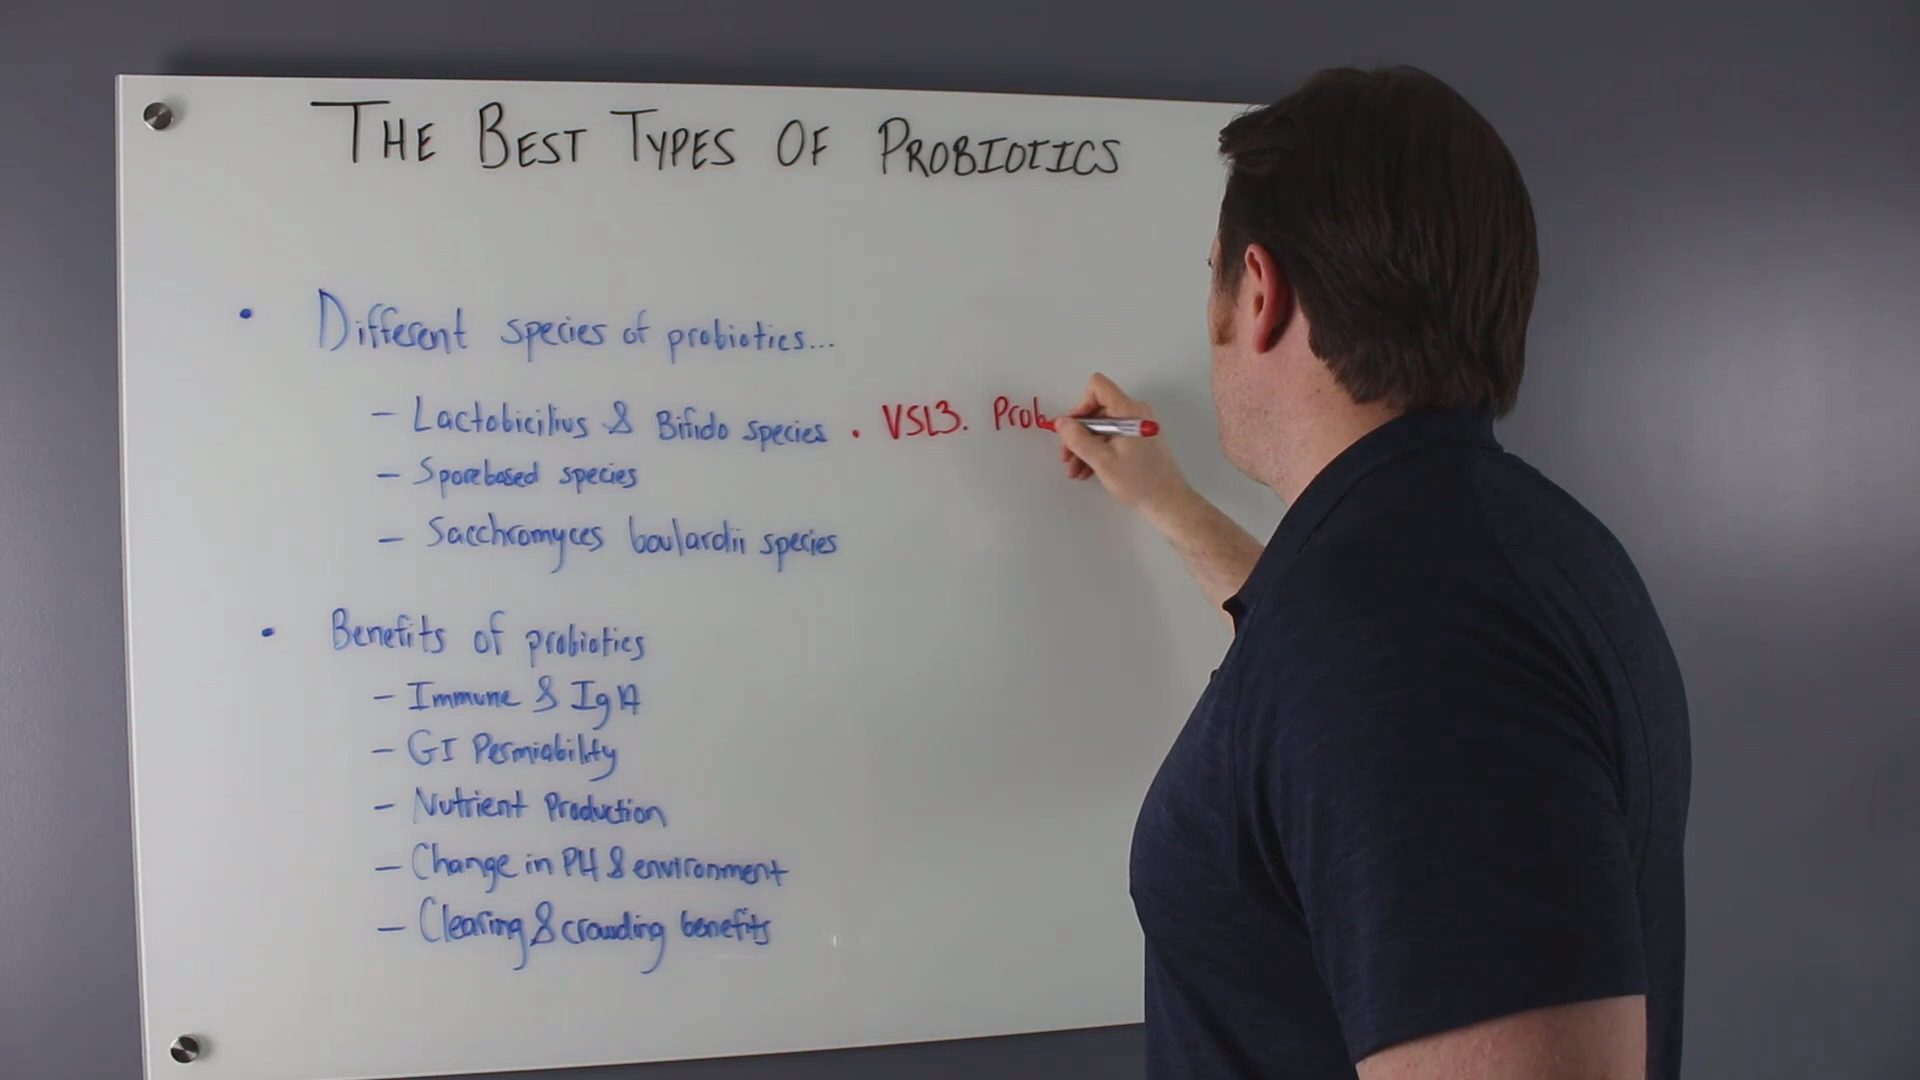 THE BEST TYPES OF PROBIOTICS
• Different species of probiotics...
– Lactobicilius & Bifido species • VSL3. Prob
– Sporebased species
– Sacchromyces boulardii species
• Benefits of probiotics
– Immune & IgA
– GI Permiability
– Nutrient Production
– Change in PH & environment
– Clearing & crowding benefits